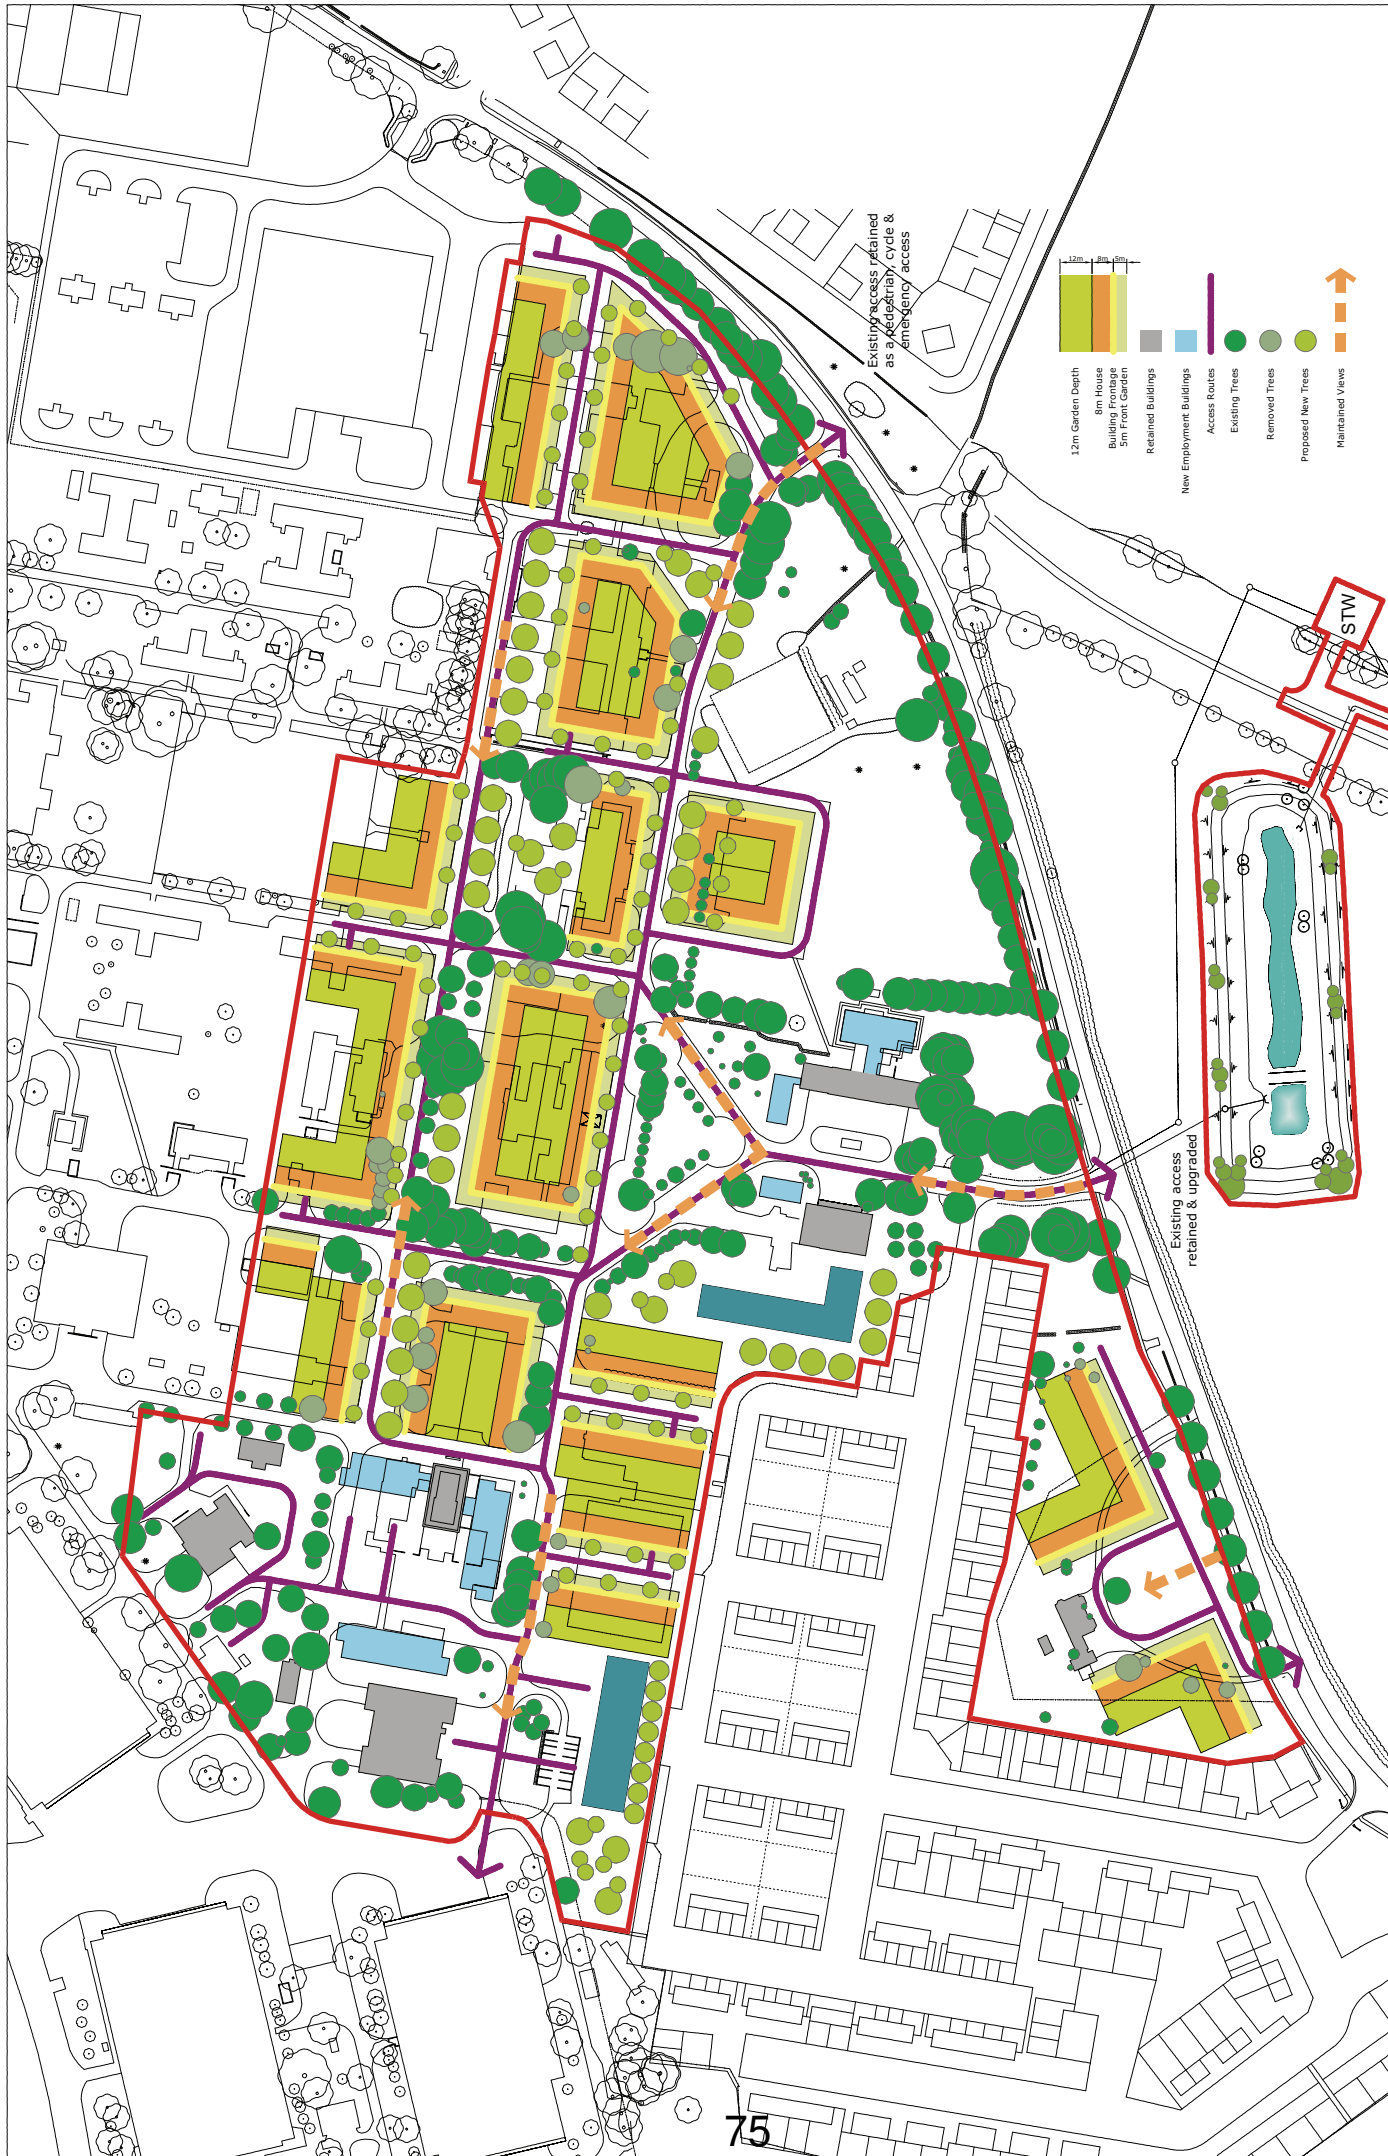 Existing access retained
as a pedestrian, cycle &
emergency access
12m
8m
5m
12m Garden Depth
8m House
Building Frontage
5m Front Garden
Retained Buildings
New Employment Buildings
Access Routes
Existing Trees
Removed Trees
Proposed New Trees
Maintained Views
STW
Existing access
retained & upgraded
75